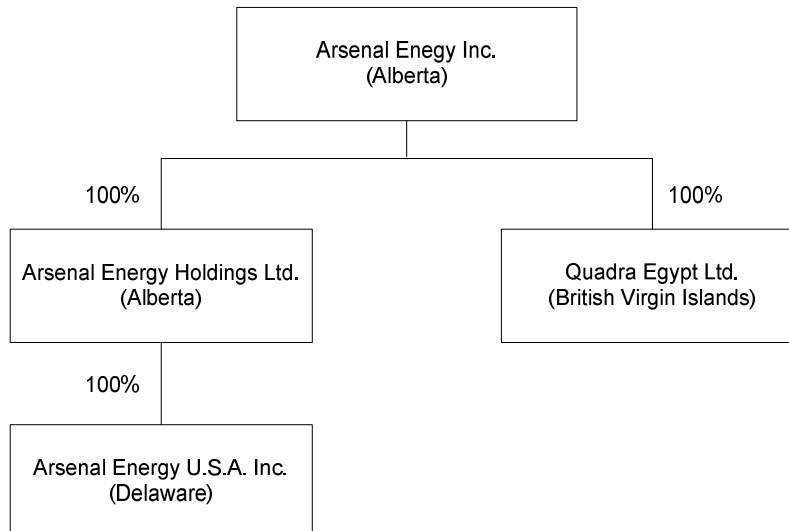 Arsenal Enegy Inc.
(Alberta)
100%
100%
Arsenal Energy Holdings Ltd.
(Alberta)
Quadra Egypt Ltd.
(British Virgin Islands)
100%
Arsenal Energy U.S.A. Inc.
(Delaware)